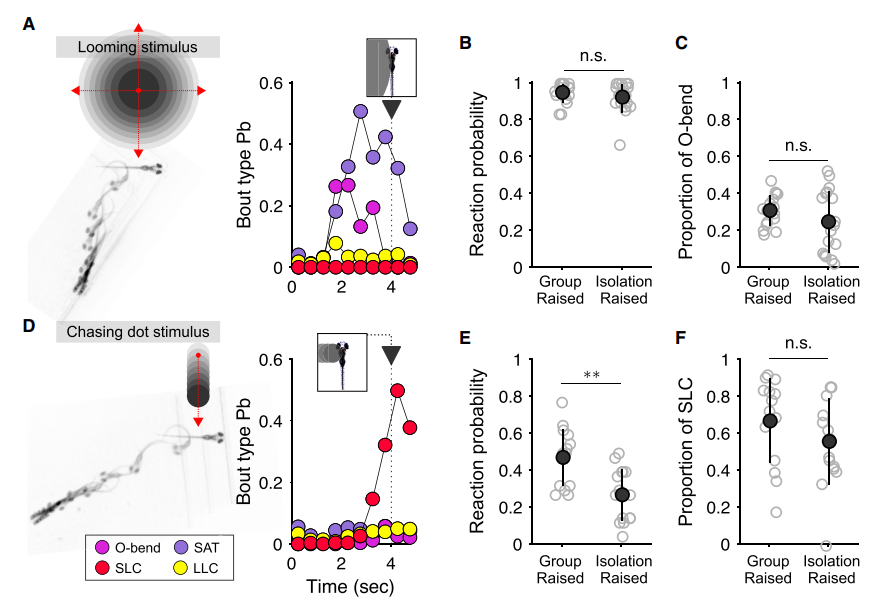 A
Looming stimulus
Bout type Pb
0.6
0.4
0.2
0
0
2
4
B
n.s.
Reaction probability
1
0.8
0.6
0.4
0.2
0
Group
Raised
Isolation
Raised
C
n.s.
Proportion of O-bend
1
0.8
0.6
0.4
0.2
0
Group
Raised
Isolation
Raised
D
Chasing dot stimulus
O-bend
SAT
SLC
LLC
Bout type Pb
0.6
0.4
0.2
0
0
2
4
Time (sec)
E
**
Reaction probability
1
0.8
0.6
0.4
0.2
0
Group
Raised
Isolation
Raised
F
n.s.
Proportion of SLC
1
0.8
0.6
0.4
0.2
0
Group
Raised
Isolation
Raised